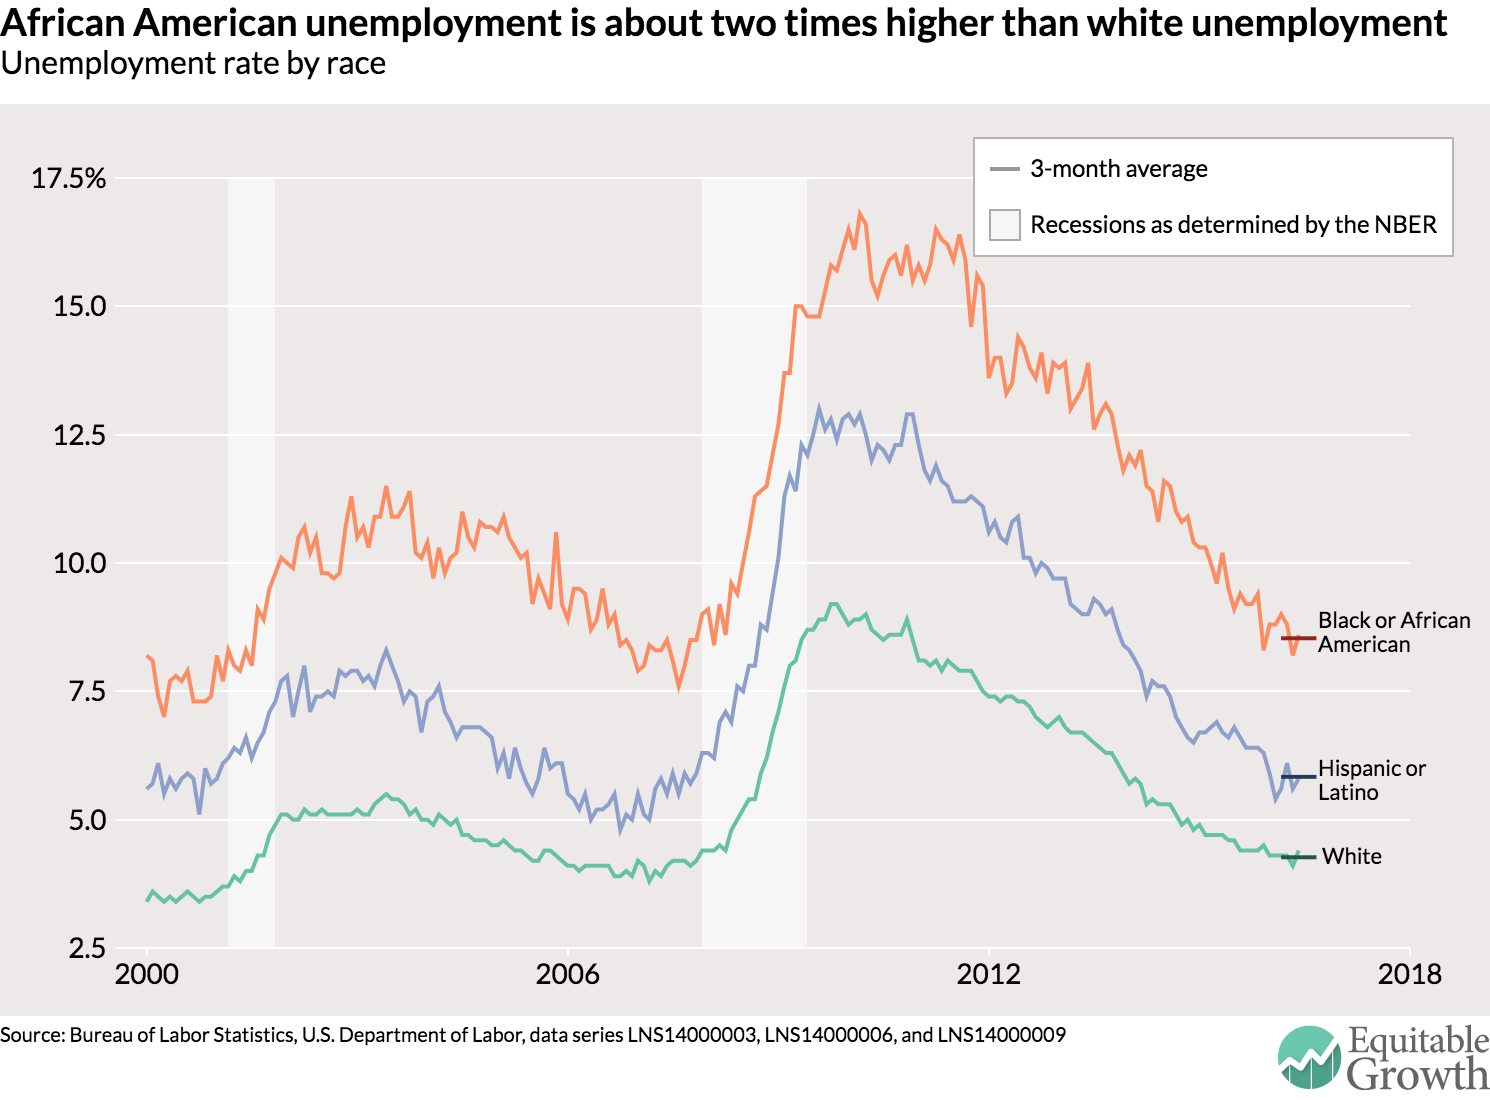 African American unemployment is about two times higher than white unemployment
Unemployment rate by race
17.5%
15.0
12.5
10.0
7.5
5.0
2.5
2000
2006
2012
2018
3-month average
Recessions as determined by the NBER
Black or African
American
Hispanic or
Latino
White
Source: Bureau of Labor Statistics, U.S. Department of Labor, data series LNS14000003, LNS14000006, and LNS14000009
Equitable
Growth